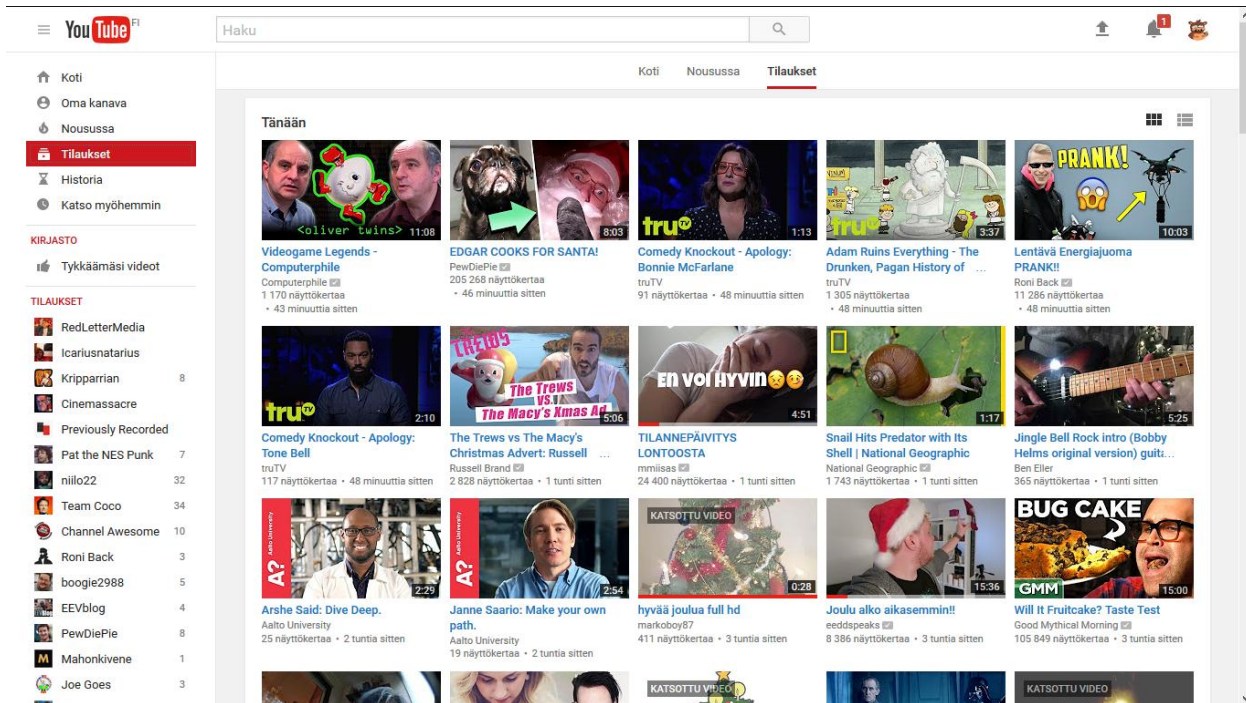 YouTube FI
Haku
1
Koti
Nousussa
Tilaukset
Koti
Oma kanava
Nousussa
Tilaukset
Historia
Katso myöhemmin
KIRJASTO
Tykkäämäsi videot
TILAUKSET
RedLetterMedia
Icariusnatarius
Kripparrian 8
Cinemassacre
Previously Recorded
Pat the NES Punk 7
niilo22 32
Team Coco 34
Channel Awesome 10
Roni Back 3
boogie2988 5
EEVblog 4
PewDiePie 8
Mahonkivene 1
Joe Goes 3
Tänään
<oliver twins> 11:08
Videogame Legends -
Computerphile
Computerphile
1 170 näyttökertaa
• 43 minuuttia sitten
8:03
EDGAR COOKS FOR SANTA!
PewDiePie
205 268 näyttökertaa
• 46 minuuttia sitten
truTV 1:13
Comedy Knockout - Apology:
Bonnie McFarlane
truTV
91 näyttökertaa • 48 minuuttia sitten
truTV 3:37
Adam Ruins Everything - The
Drunken, Pagan History of ...
truTV
1 305 näyttökertaa
• 48 minuuttia sitten
PRANK!
10:03
Lentävä Energiajuoma
PRANK!!
Roni Back
11 286 näyttökertaa
• 48 minuuttia sitten
truTV 2:10
Comedy Knockout - Apology:
Tone Bell
truTV
117 näyttökertaa • 48 minuuttia sitten
THE TREWS
The Trews
VS.
The Macy's Xmas Ad
5:06
The Trews vs The Macy's
Christmas Advert: Russell ...
Russell Brand
2 828 näyttökertaa • 1 tunti sitten
EN VOI HYVIN
4:51
TILANNEPÄIVITYS
LONTOOSTA
mmiisas
24 400 näyttökertaa • 1 tunti sitten
1:17
Snail Hits Predator with Its
Shell | National Geographic
National Geographic
1 743 näyttökertaa • 1 tunti sitten
5:25
Jingle Bell Rock intro (Bobby
Helms original version) guita...
Ben Eller
365 näyttökertaa • 1 tunti sitten
A? Aalto University
2:29
Arshe Said: Dive Deep.
Aalto University
25 näyttökertaa • 2 tuntia sitten
A? Aalto University
2:54
Janne Saario: Make your own
path.
Aalto University
19 näyttökertaa • 2 tuntia sitten
KATSOTTU VIDEO
0:28
hyvää joulua full hd
markoboy87
411 näyttökertaa • 3 tuntia sitten
15:36
Joulu alko aikasemmin!!
eeddspeaks
8 386 näyttökertaa • 3 tuntia sitten
BUG CAKE
GMM 15:00
Will It Fruitcake? Taste Test
Good Mythical Morning
105 849 näyttökertaa • 3 tuntia sitten
KATSOTTU VIDEO
KATSOTTU VIDEO